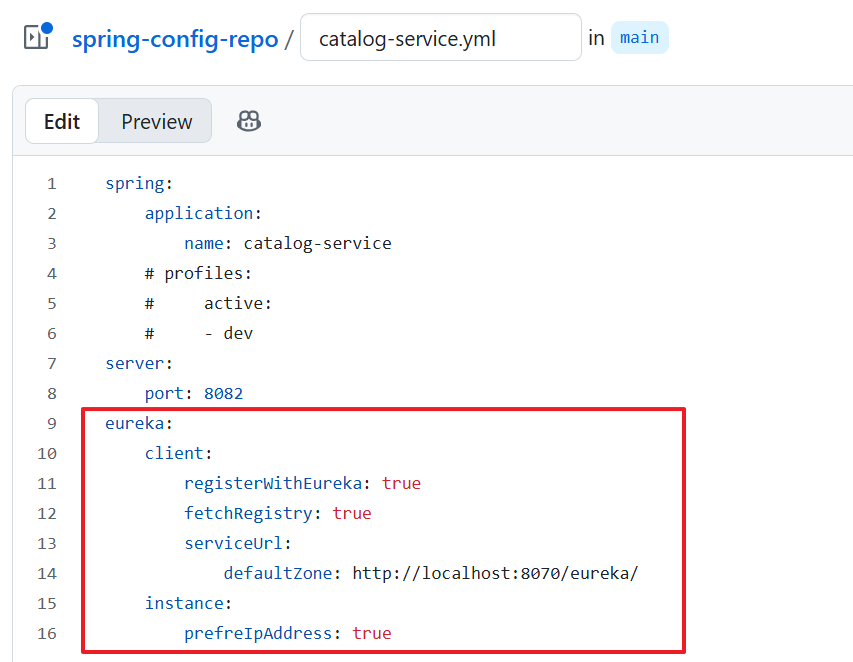 spring-config-repo / catalog-service.yml in main
Edit Preview
1 spring:
2     application:
3         name: catalog-service
4     # profiles:
5     #     active:
6     #     - dev
7 server:
8     port: 8082
9 eureka:
10     client:
11         registerWithEureka: true
12         fetchRegistry: true
13         serviceUrl:
14             defaultZone: http://localhost:8070/eureka/
15     instance:
16         prefreIpAddress: true